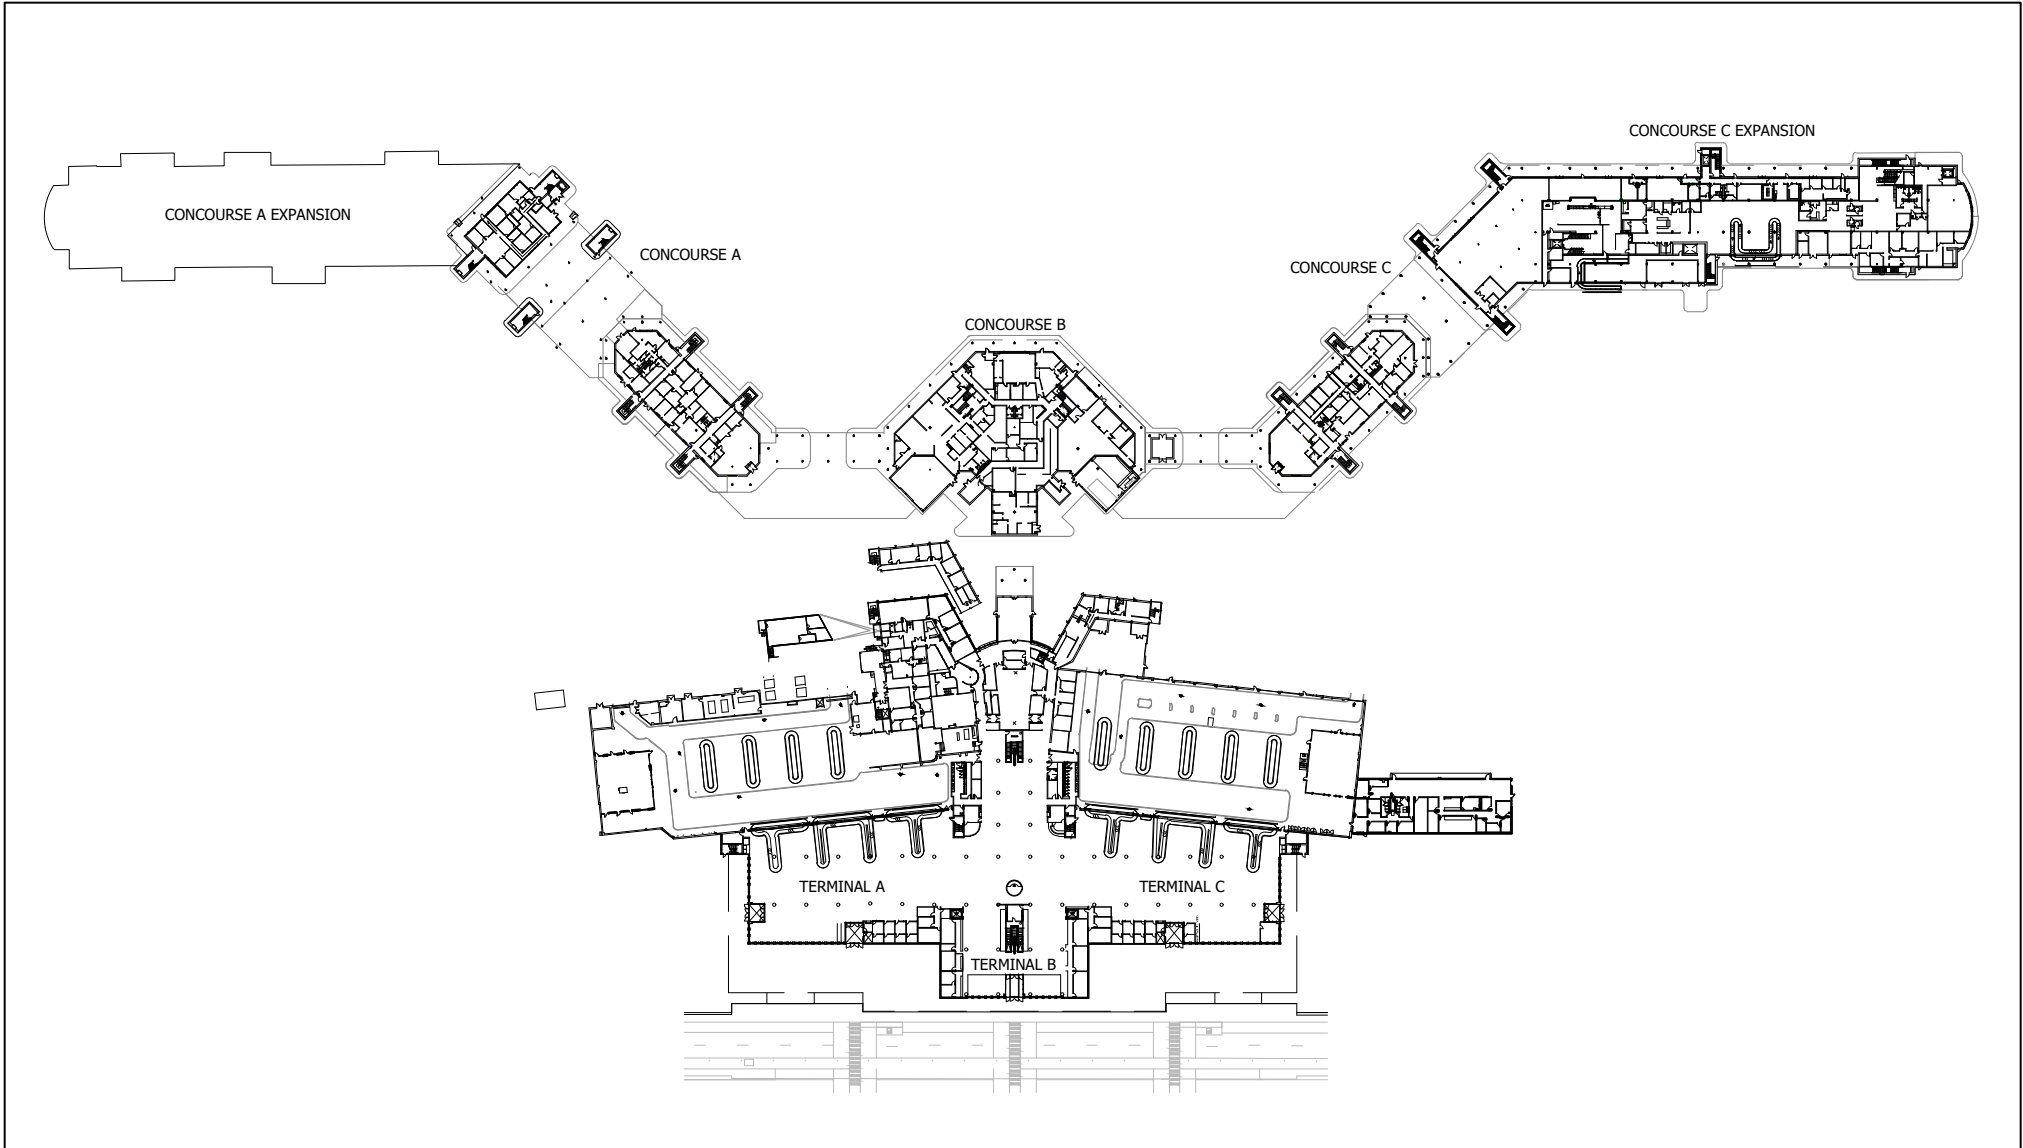 CONCOURSE C EXPANSION
CONCOURSE A EXPANSION
CONCOURSE A
CONCOURSE C
CONCOURSE B
TERMINAL A
TERMINAL C
TERMINAL B